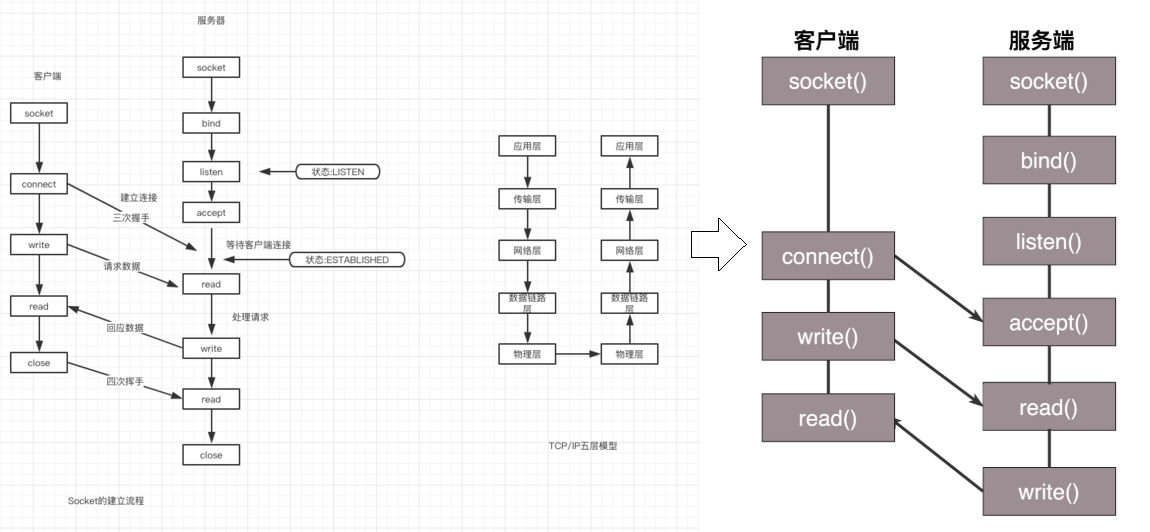 服务器
客户端
socket
socket
bind
listen
状态:LISTEN
connect
建立连接
三次握手
accept
write
等待客户端连接
状态:ESTABLISHED
请求数据
read
read
处理请求
回应数据
write
close
四次挥手
read
close
Socket的建立流程
应用层
应用层
传输层
传输层
网络层
网络层
数据链路
层
数据链路
层
物理层
物理层
TCP/IP五层模型
客户端
服务端
socket()
socket()
bind()
listen()
connect()
accept()
write()
read()
read()
write()